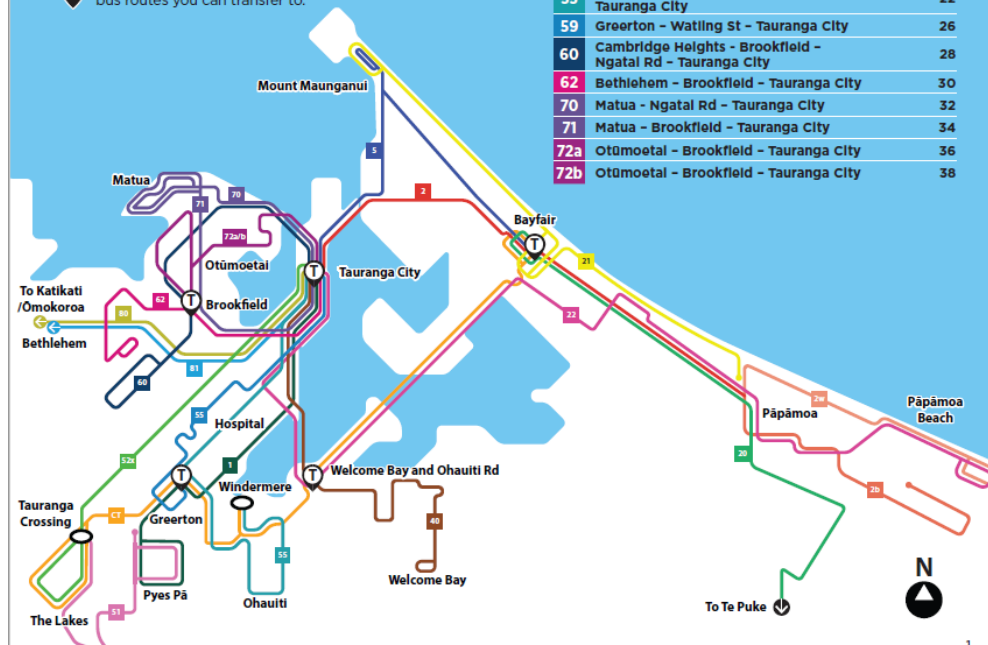 bus routes you can transfer to.
Tauranga City
59 Greerton – Watling St – Tauranga City 26
60 Cambridge Heights - Brookfield –
Ngatai Rd – Tauranga City 28
62 Bethlehem – Brookfield – Tauranga City 30
70 Matua - Ngatai Rd – Tauranga City 32
71 Matua – Brookfield – Tauranga City 34
72a Otūmoetai – Brookfield – Tauranga City 36
72b Otūmoetai – Brookfield – Tauranga City 38
Mount Maunganui
5
Matua
70
71
2
Bayfair
T
72a/b
Otūmoetai
T
Tauranga City
21
To Katikati
/Ōmokoroa
62
T
Brookfield
80
22
Bethlehem
81
60
2w
Pāpāmoa
Beach
55
Hospital
Pāpāmoa
52x
1
T
T
Welcome Bay and Ohauiti Rd
20
Windermere
2b
Tauranga
Crossing
CT
Greerton
40
55
N
Welcome Bay
Pyes Pā
Ohauiti
51
The Lakes
To Te Puke